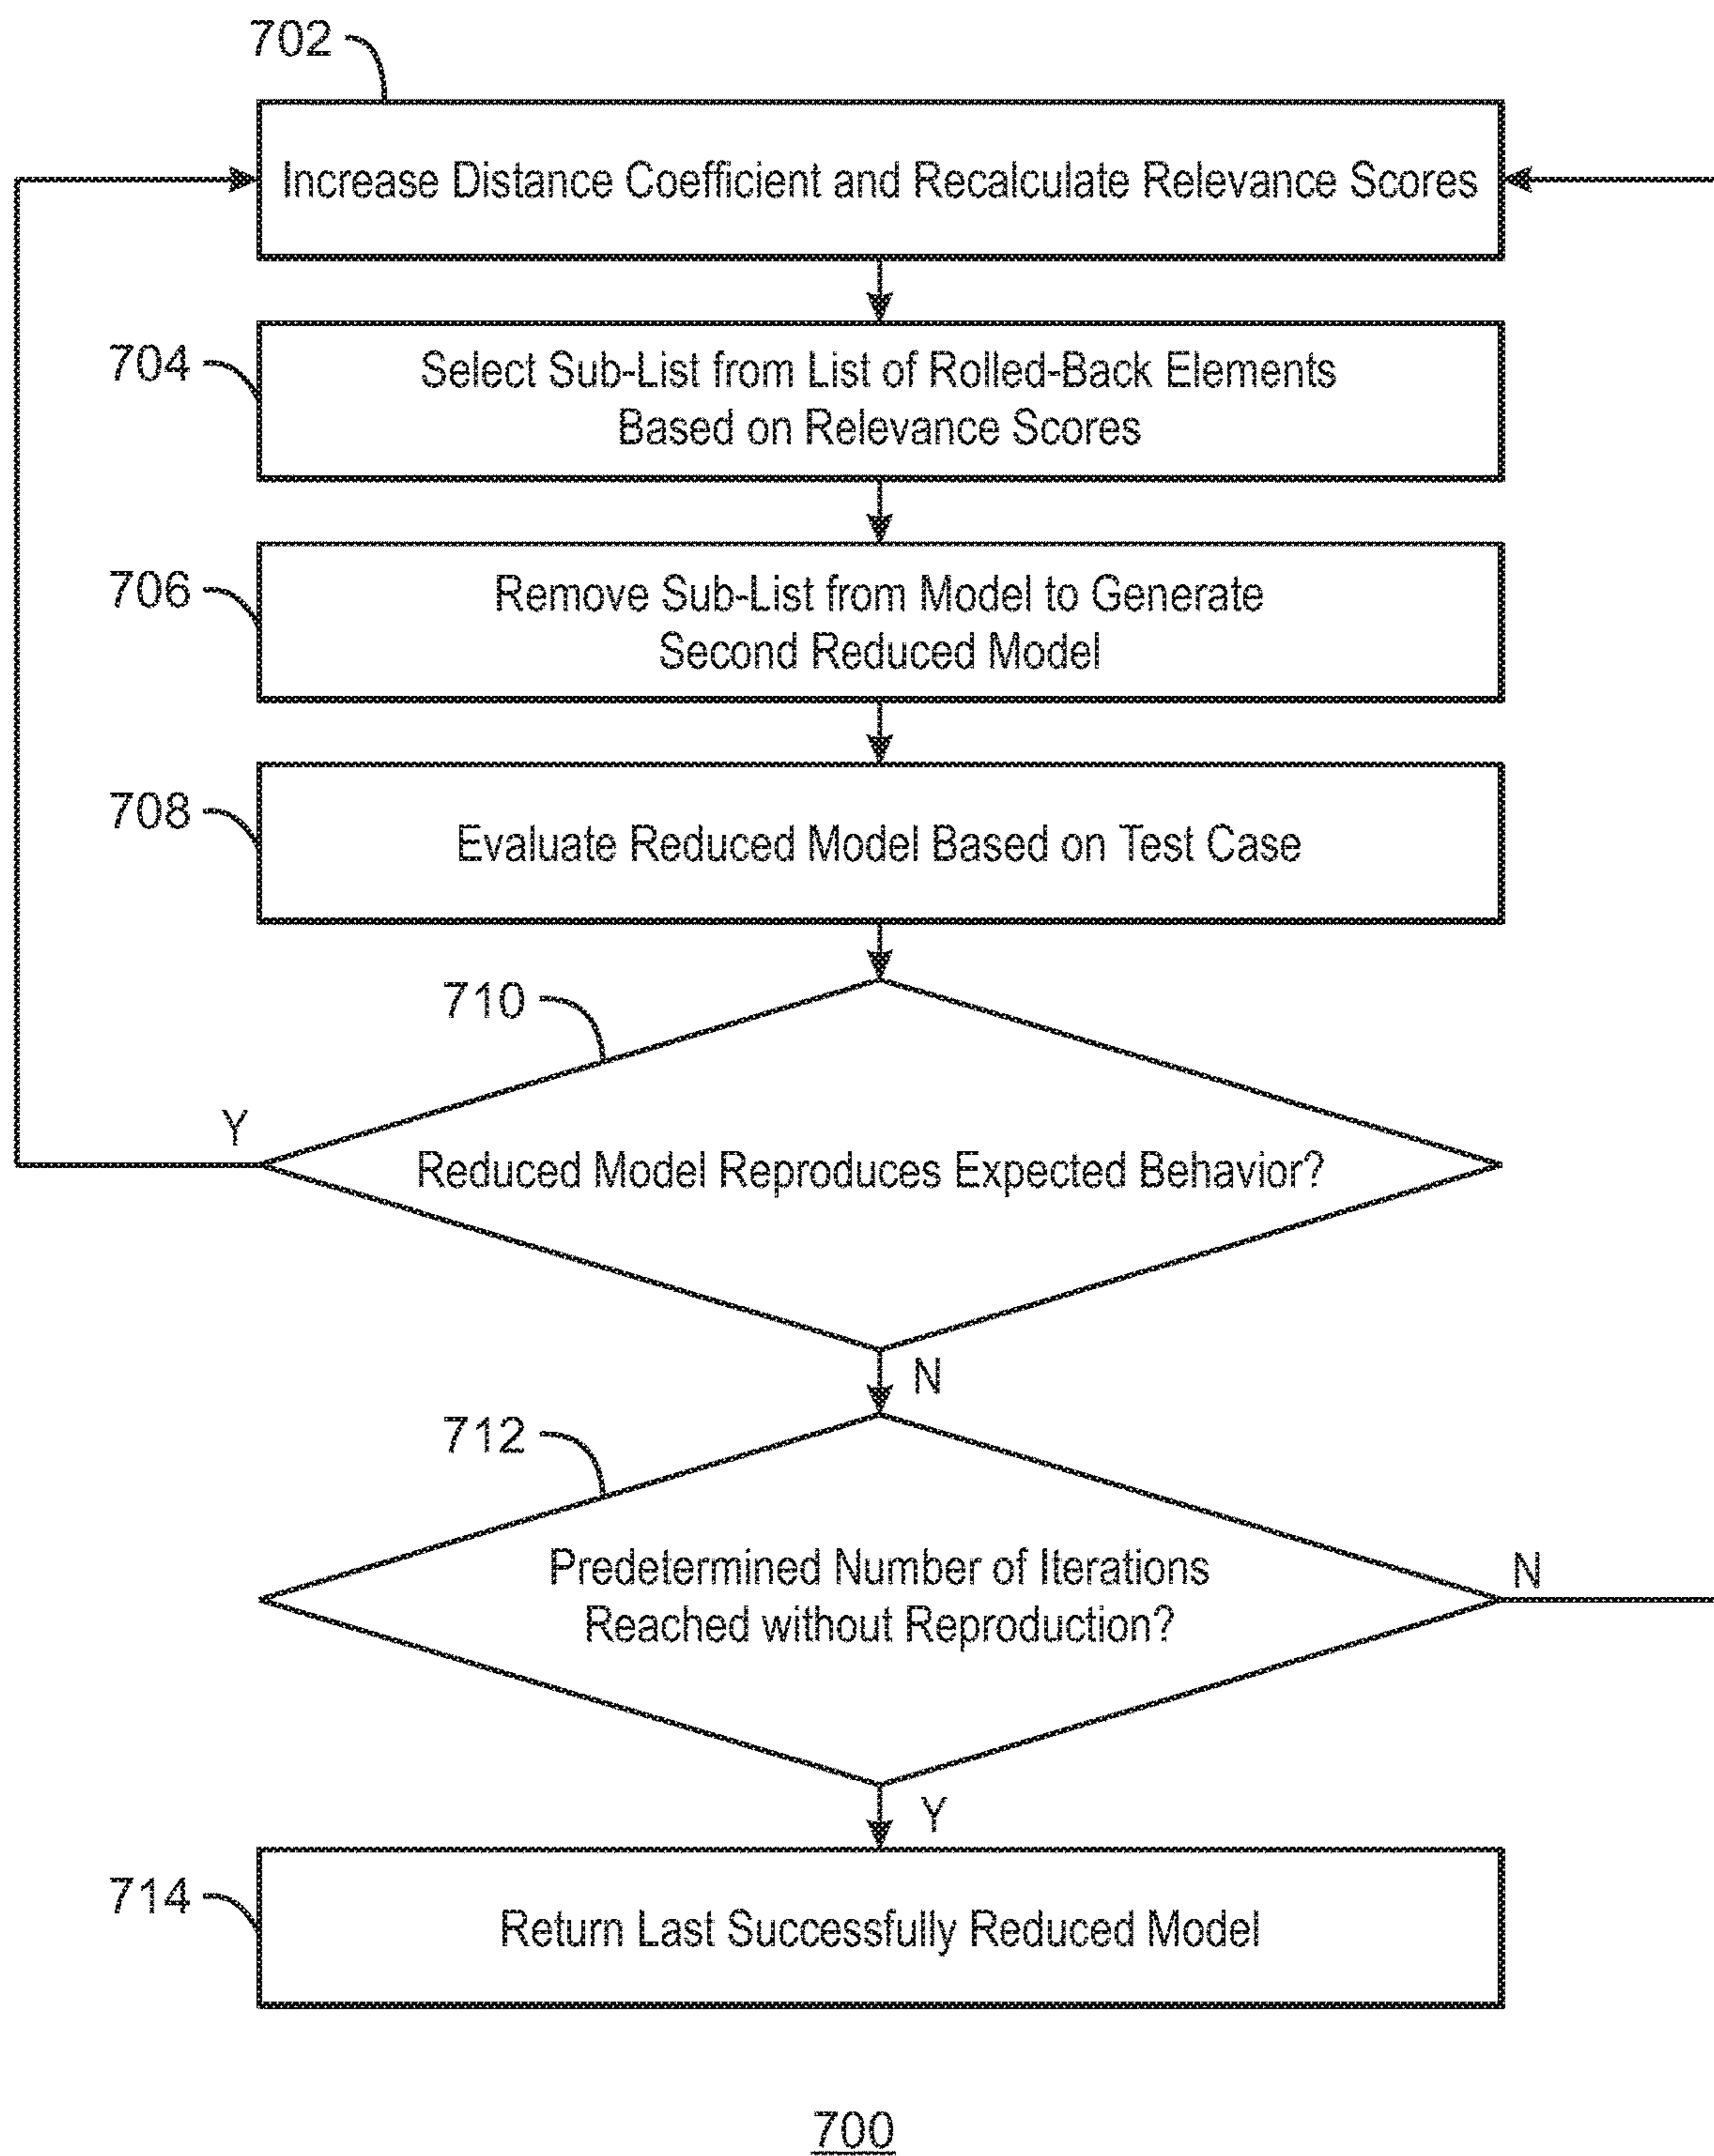 702
Increase Distance Coefficient and Recalculate Relevance Scores
704
Select Sub-List from List of Rolled-Back Elements
Based on Relevance Scores
706
Remove Sub-List from Model to Generate
Second Reduced Model
708
Evaluate Reduced Model Based on Test Case
710
Y
Reduced Model Reproduces Expected Behavior?
N
712
Predetermined Number of Iterations
Reached without Reproduction?
N
Y
714
Return Last Successfully Reduced Model
700